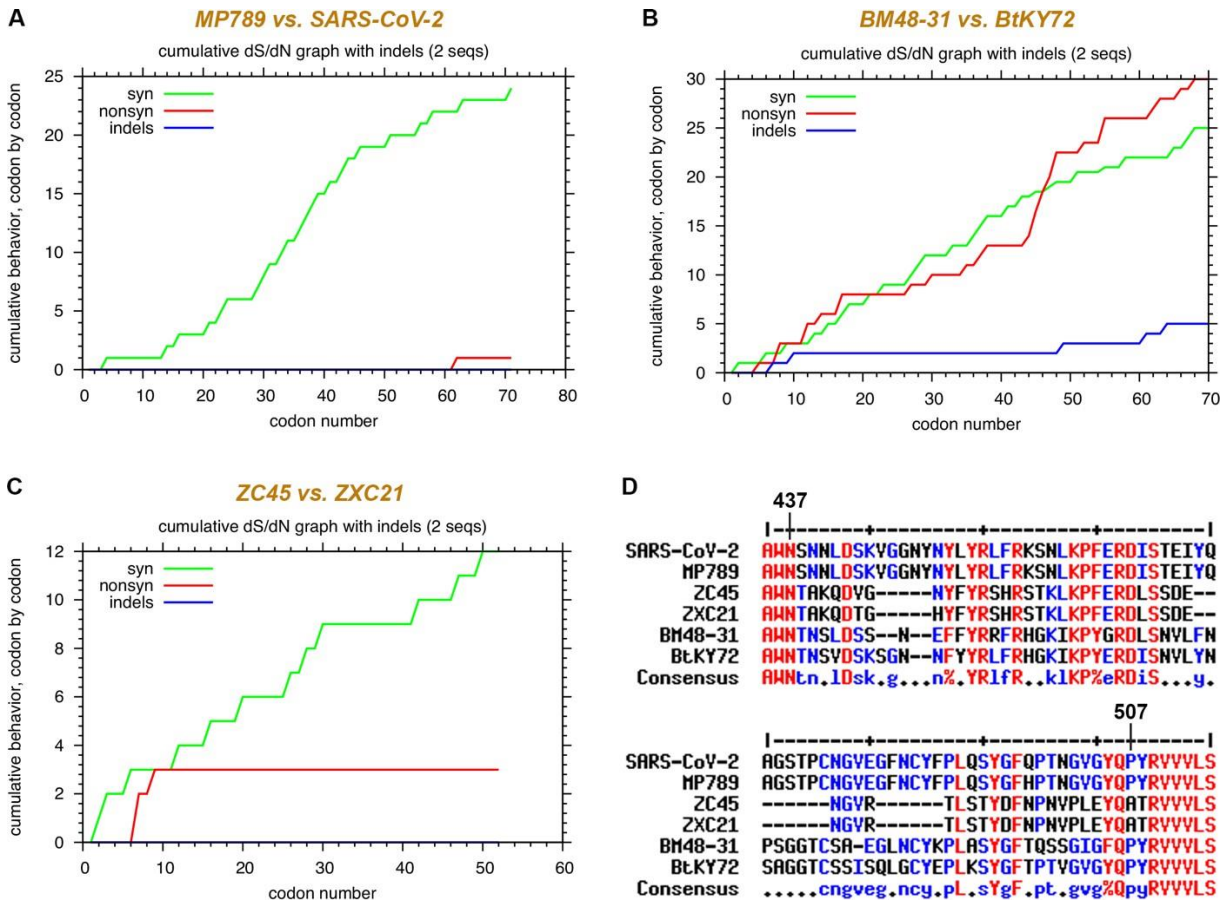 A
MP789 vs. SARS-CoV-2
cumulative dS/dN graph with indels (2 seqs)
syn
nonsyn
indels
cumulative behavior, codon by codon
25
20
15
10
5
0
0 10 20 30 40 50 60 70 80
codon number
B
BM48-31 vs. BtKY72
cumulative dS/dN graph with indels (2 seqs)
syn
nonsyn
indels
cumulative behavior, codon by codon
30
25
20
15
10
5
0
0 10 20 30 40 50 60 70
codon number
C
ZC45 vs. ZXC21
cumulative dS/dN graph with indels (2 seqs)
syn
nonsyn
indels
cumulative behavior, codon by codon
12
10
8
6
4
2
0
0 10 20 30 40 50 60
codon number
D
437
|---------+---------+---------+---------|
SARS-CoV-2 AWNSNNLDSKVGGNYNYLYRLFRKSNLKPFERDISTEIYQ
MP789 AWNSNNLDSKVGGNYNYLYRLFRKSNLKPFERDISTEIYQ
ZC45 AWNTAKQDVG-----NYFYRSHRSTKLKPFERDLSSDE--
ZXC21 AWNTAKQDTG-----HYFYRSHRSTKLKPFERDLSSDE--
BM48-31 AWNTNSLDSS--N--EFFYRRFRHGKIKPYGRDLSNVLFN
BtKY72 AWNTNSVDSKSGN--NFYYRLFRHGKIKPYERDISNVLYN
Consensus AWNtn.lDsk.g...n%.YRlfR..klKP%eRDiS...y.
507
|---------+---------+---------+---------|
SARS-CoV-2 AGSTPCNGVEGFNCYFPLQSYGFQPTNGVGYQPYRVVVLS
MP789 AGSTPCNGVEGFNCYFPLQSYGFHPTNGVGYQPYRVVVLS
ZC45 ------NGVR------TLSTYDFNPNVPLEYQATRVVVLS
ZXC21 ------NGVR------TLSTYDFNPNVPLEYQATRVVVLS
BM48-31 PSGGTCSA-EGLNCYKPLASYGFTQSSGIGFQPYRVVVLS
BtKY72 SAGGTCSSISQLGCYEPLKSYGFTPTVGVGYQPYRVVVLS
Consensus .....cngveg.ncy.pL.sYgF.pt.gvg%QpyRVVVLS